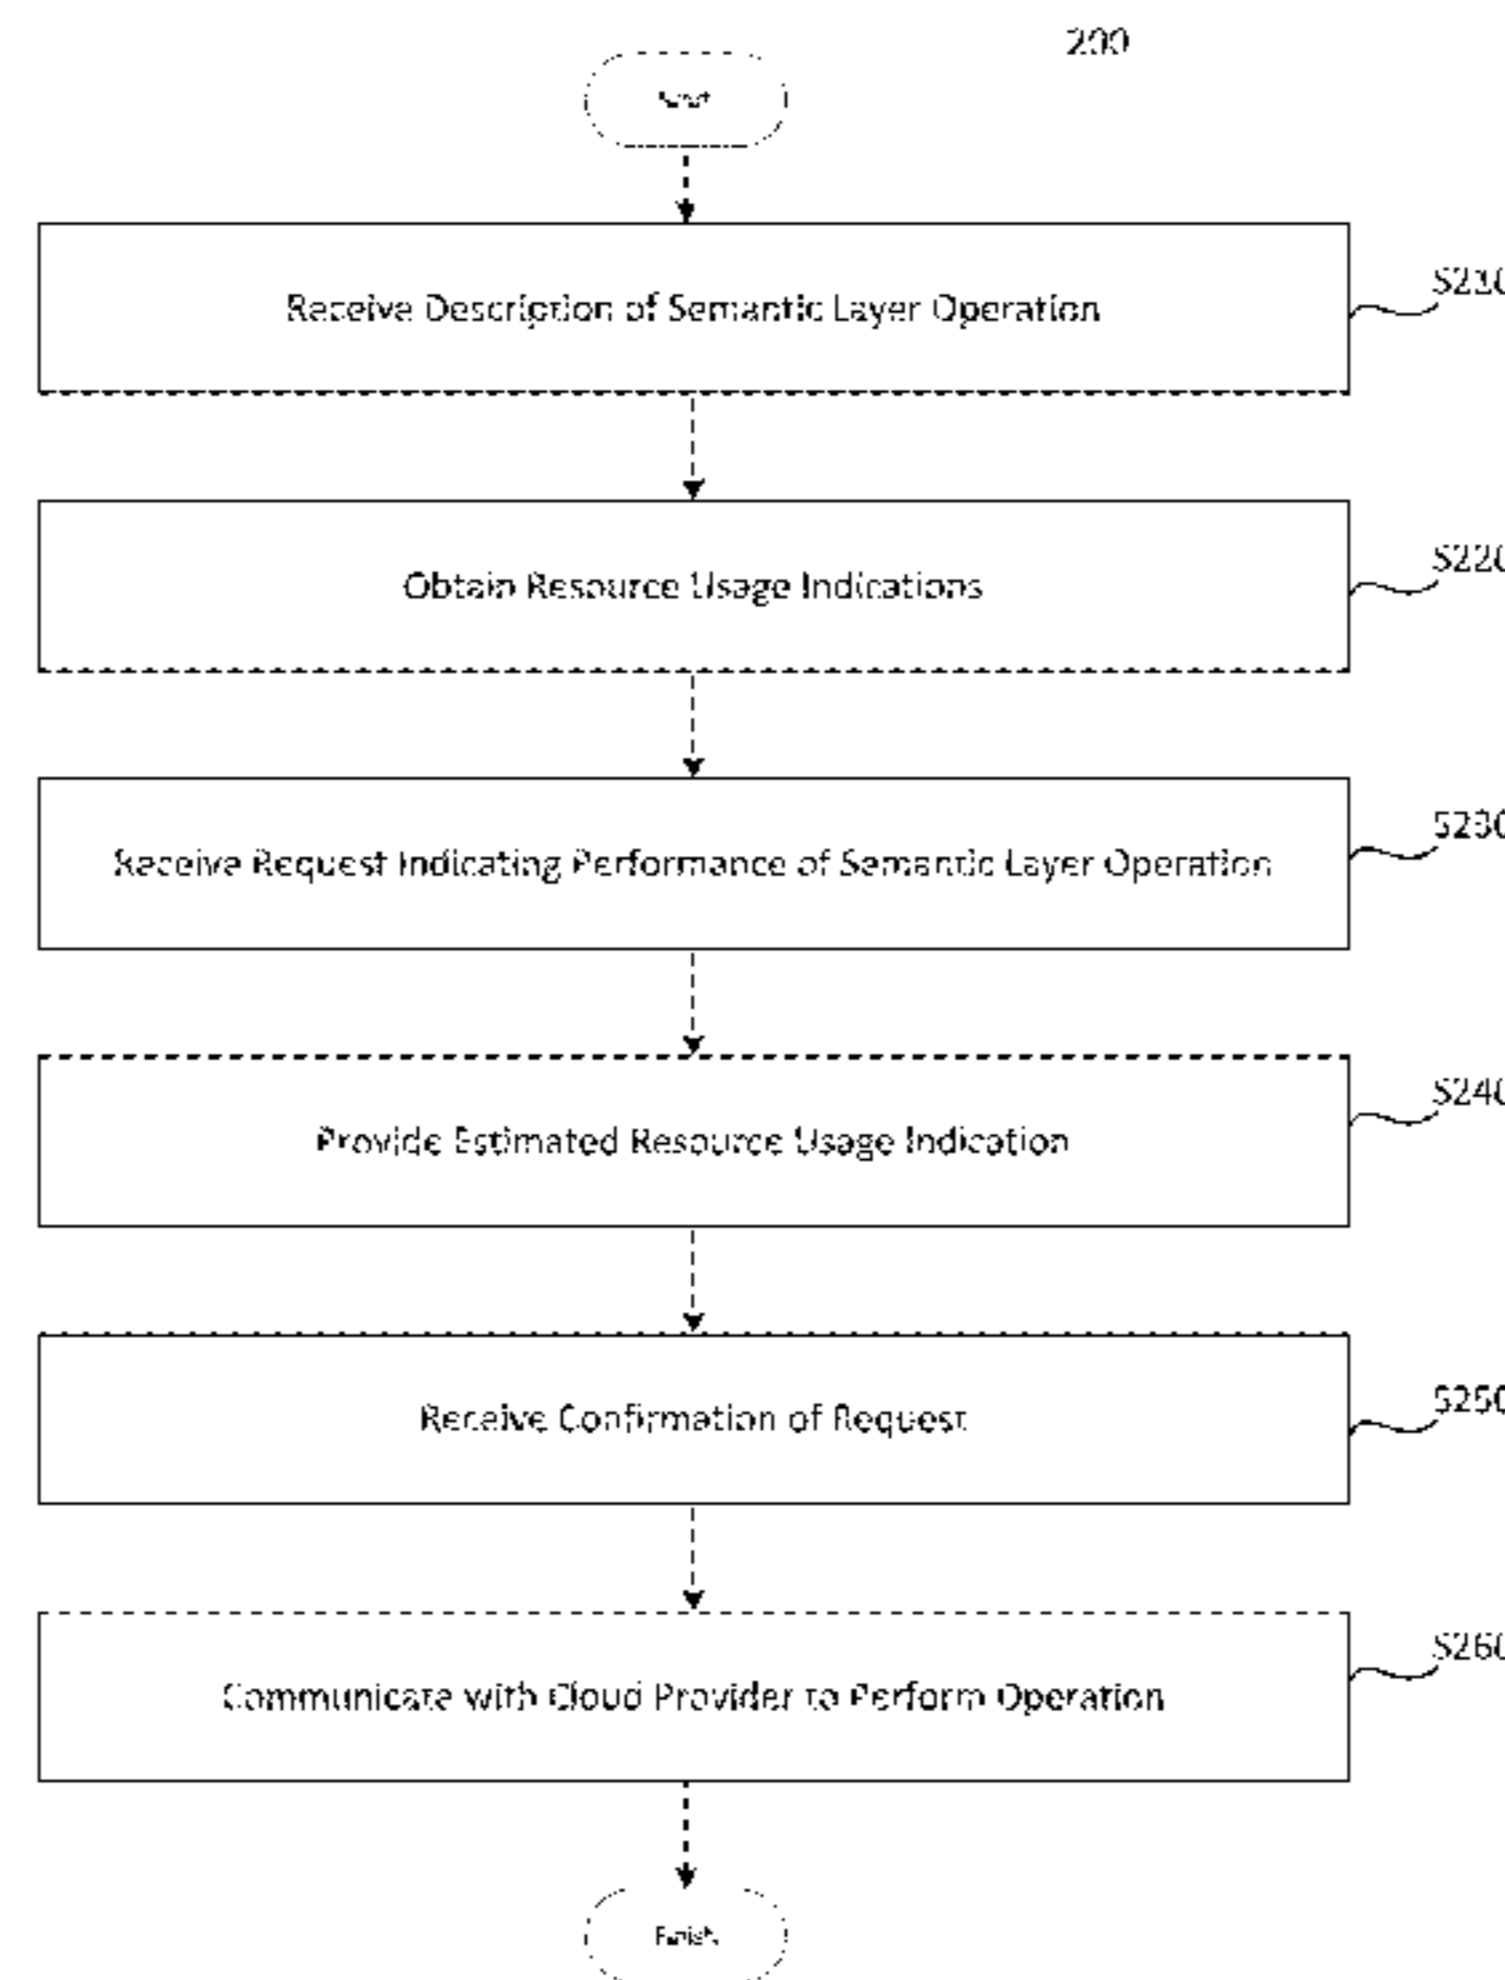 200
Start
Receive Description of Semantic Layer Operation
S210
Obtain Resource Usage Indications
S220
Receive Request Indicating Performance of Semantic Layer Operation
S230
Provide Estimated Resource Usage Indication
S240
Receive Confirmation of Request
S250
Communicate with Cloud Provider to Perform Operation
S260
Finish